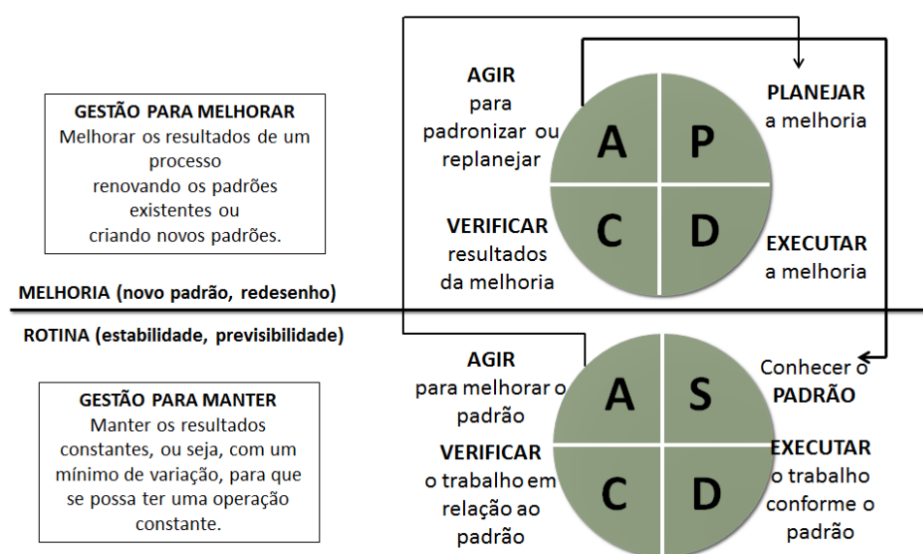 GESTÃO PARA MELHORAR
Melhorar os resultados de um
processo
renovando os padrões
existentes ou
criando novos padrões.
AGIR
para
padronizar ou
replanejar
A
P
PLANEJAR
a melhoria
VERIFICAR
resultados
da melhoria
C
D
EXECUTAR
a melhoria
MELHORIA (novo padrão, redesenho)
ROTINA (estabilidade, previsibilidade)
GESTÃO PARA MANTER
Manter os resultados
constantes, ou seja, com um
mínimo de variação, para que
se possa ter uma operação
constante.
AGIR
para melhorar o
padrão
A
S
Conhecer o
PADRÃO
VERIFICAR
o trabalho em
relação ao
padrão
C
D
EXECUTAR
o trabalho
conforme o
padrão